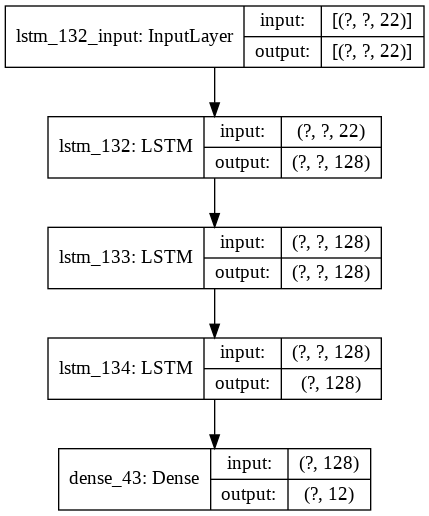 lstm_132_input: InputLayer
input: [(?, ?, 22)]
output: [(?, ?, 22)]
lstm_132: LSTM
input: (?, ?, 22)
output: (?, ?, 128)
lstm_133: LSTM
input: (?, ?, 128)
output: (?, ?, 128)
lstm_134: LSTM
input: (?, ?, 128)
output: (?, 128)
dense_43: Dense
input: (?, 128)
output: (?, 12)